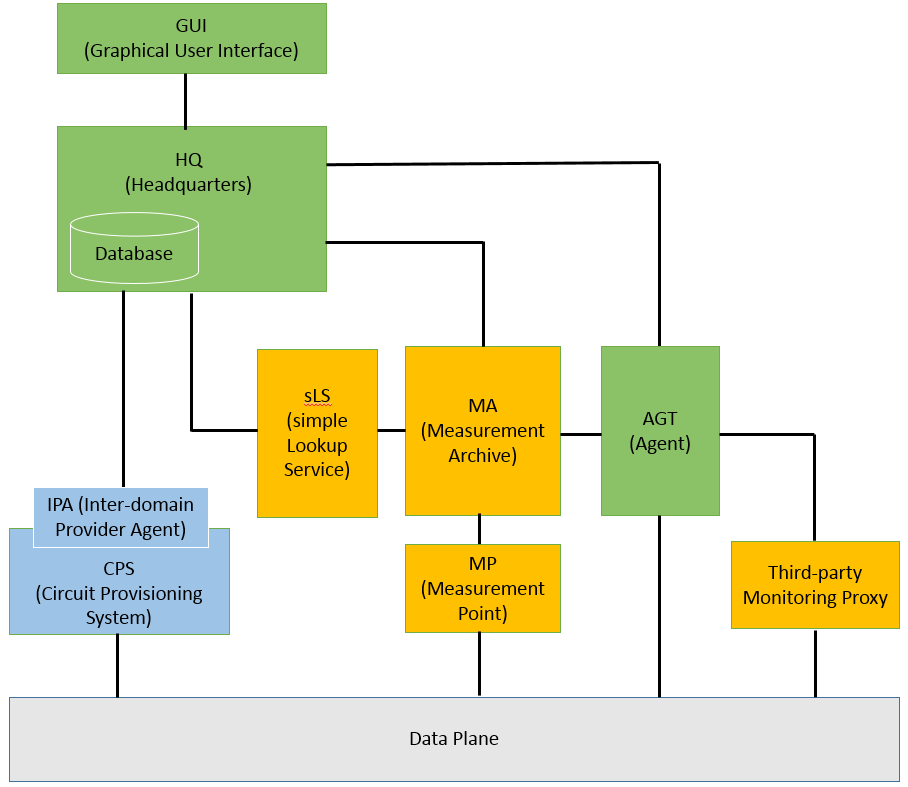 GUI
(Graphical User Interface)
HQ
(Headquarters)
Database
sLS
(simple
Lookup
Service)
MA
(Measurement
Archive)
AGT
(Agent)
IPA (Inter-domain
Provider Agent)
CPS
(Circuit Provisioning
System)
MP
(Measurement
Point)
Third-party
Monitoring Proxy
Data Plane